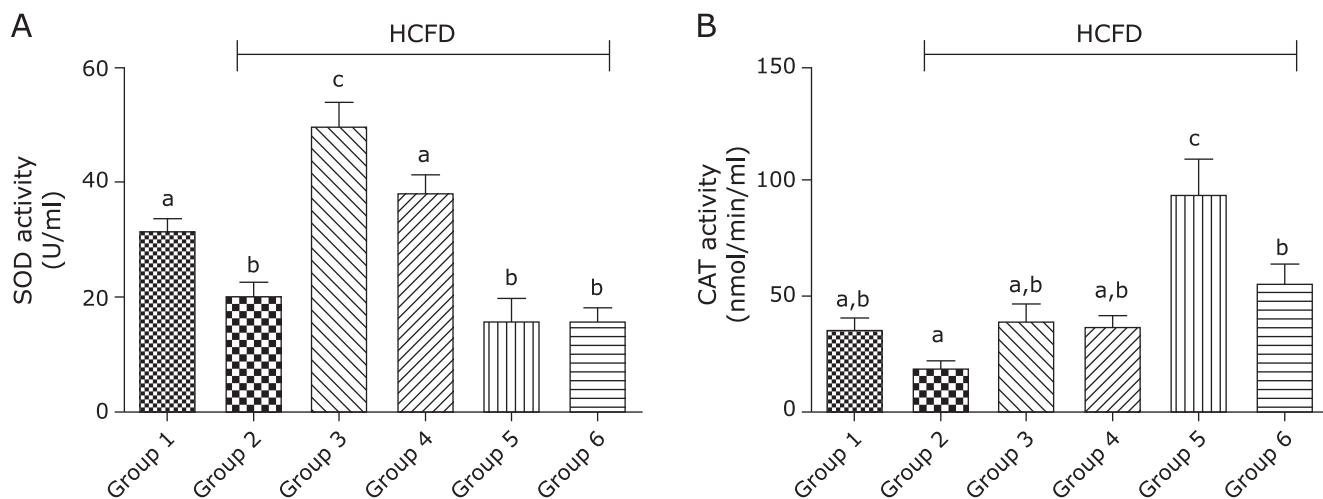 A
HCFD
SOD activity
(U/ml)
60
40
20
0
a
b
c
a
b
b
Group 1
Group 2
Group 3
Group 4
Group 5
Group 6
B
HCFD
CAT activity
(nmol/min/ml)
150
100
50
0
a,b
a
a,b
a,b
c
b
Group 1
Group 2
Group 3
Group 4
Group 5
Group 6